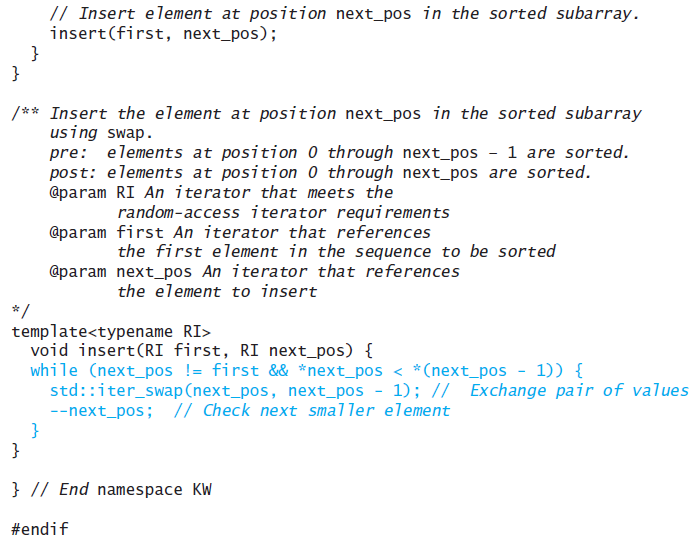 // Insert element at position next_pos in the sorted subarray.
    insert(first, next_pos);
  }
}

/** Insert the element at position next_pos in the sorted subarray
    using swap.
    pre:  elements at position 0 through next_pos – 1 are sorted.
    post: elements at position 0 through next_pos are sorted.
    @param RI An iterator that meets the
           random-access iterator requirements
    @param first An iterator that references
           the first element in the sequence to be sorted
    @param next_pos An iterator that references
           the element to insert
*/
template<typename RI>
  void insert(RI first, RI next_pos) {
  while (next_pos != first && *next_pos < *(next_pos - 1)) {
    std::iter_swap(next_pos, next_pos - 1); //  Exchange pair of values
    --next_pos;  // Check next smaller element
  }
}

} // End namespace KW

#endif